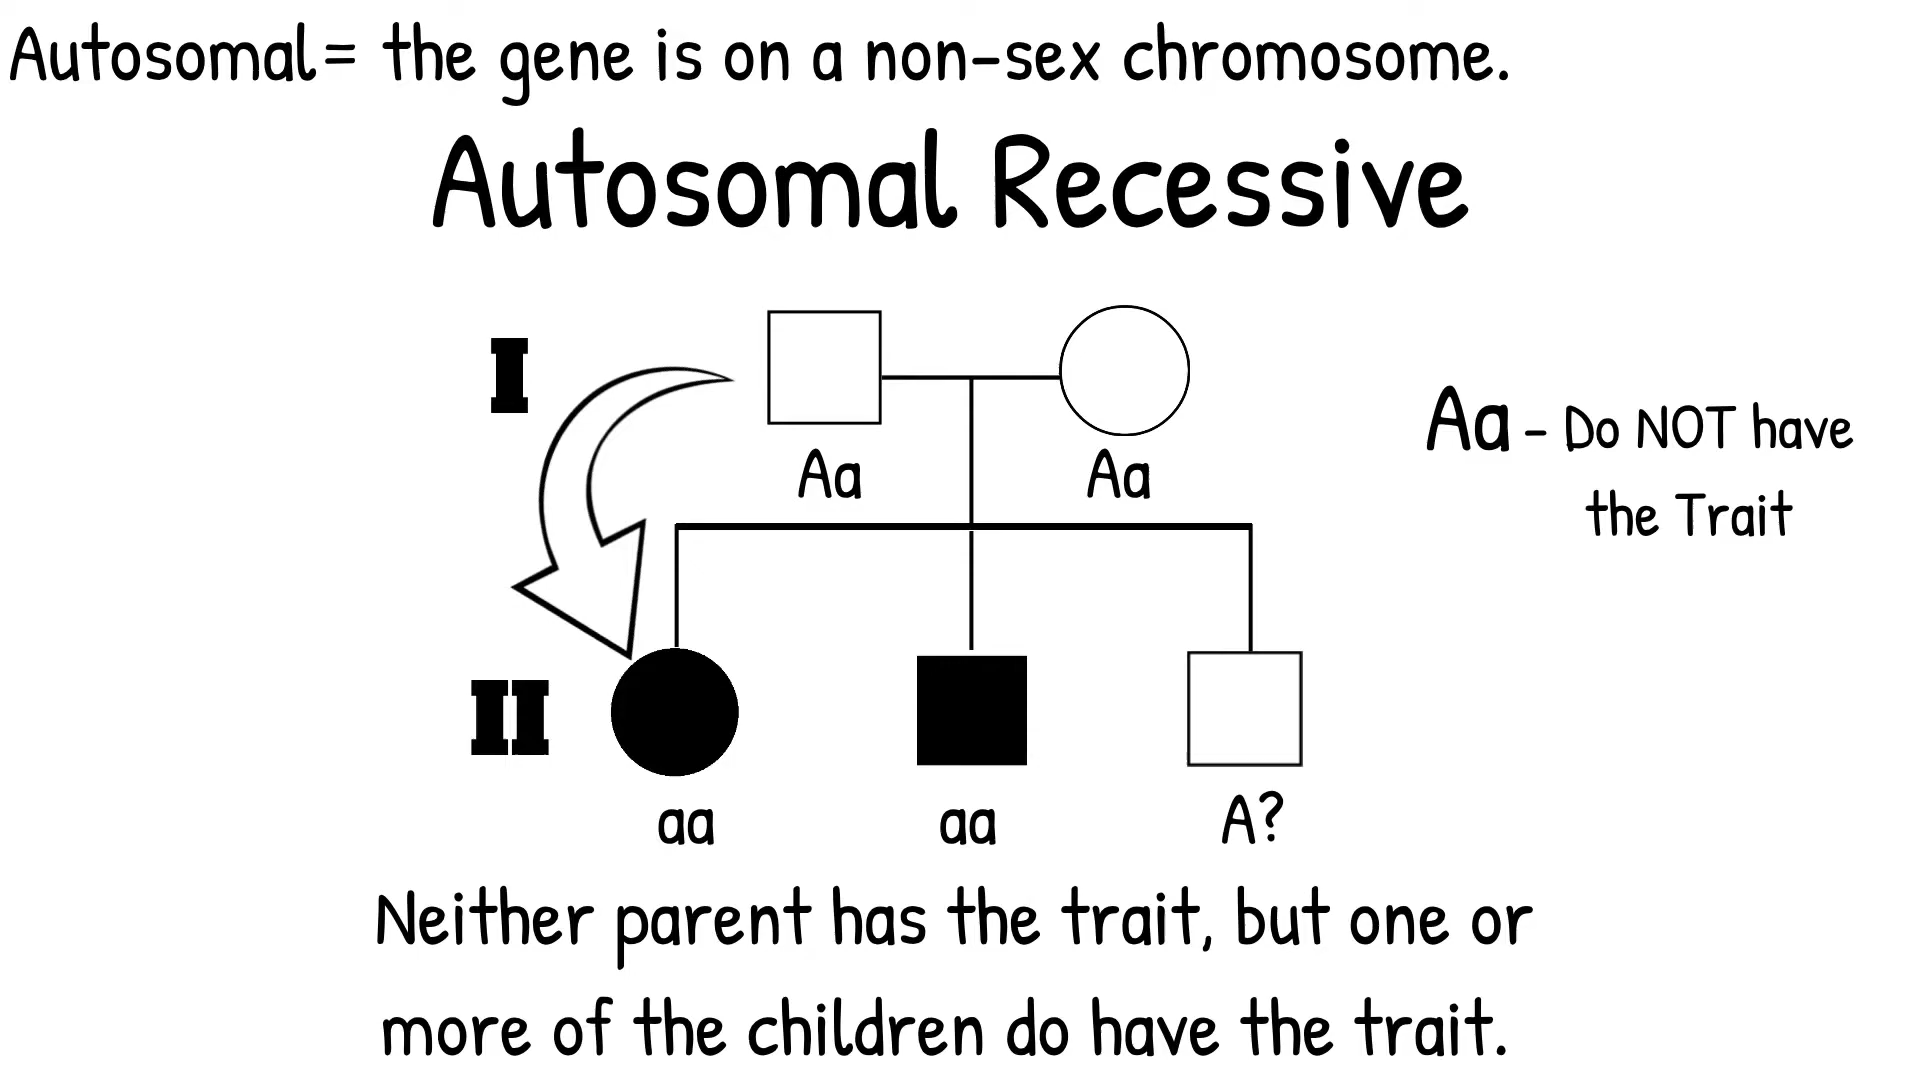 Autosomal= the gene is on a non-sex chromosome.
Autosomal Recessive
I
Aa
Aa
Aa - Do NOT have
the Trait
II
aa
aa
A?
Neither parent has the trait, but one or
more of the children do have the trait.